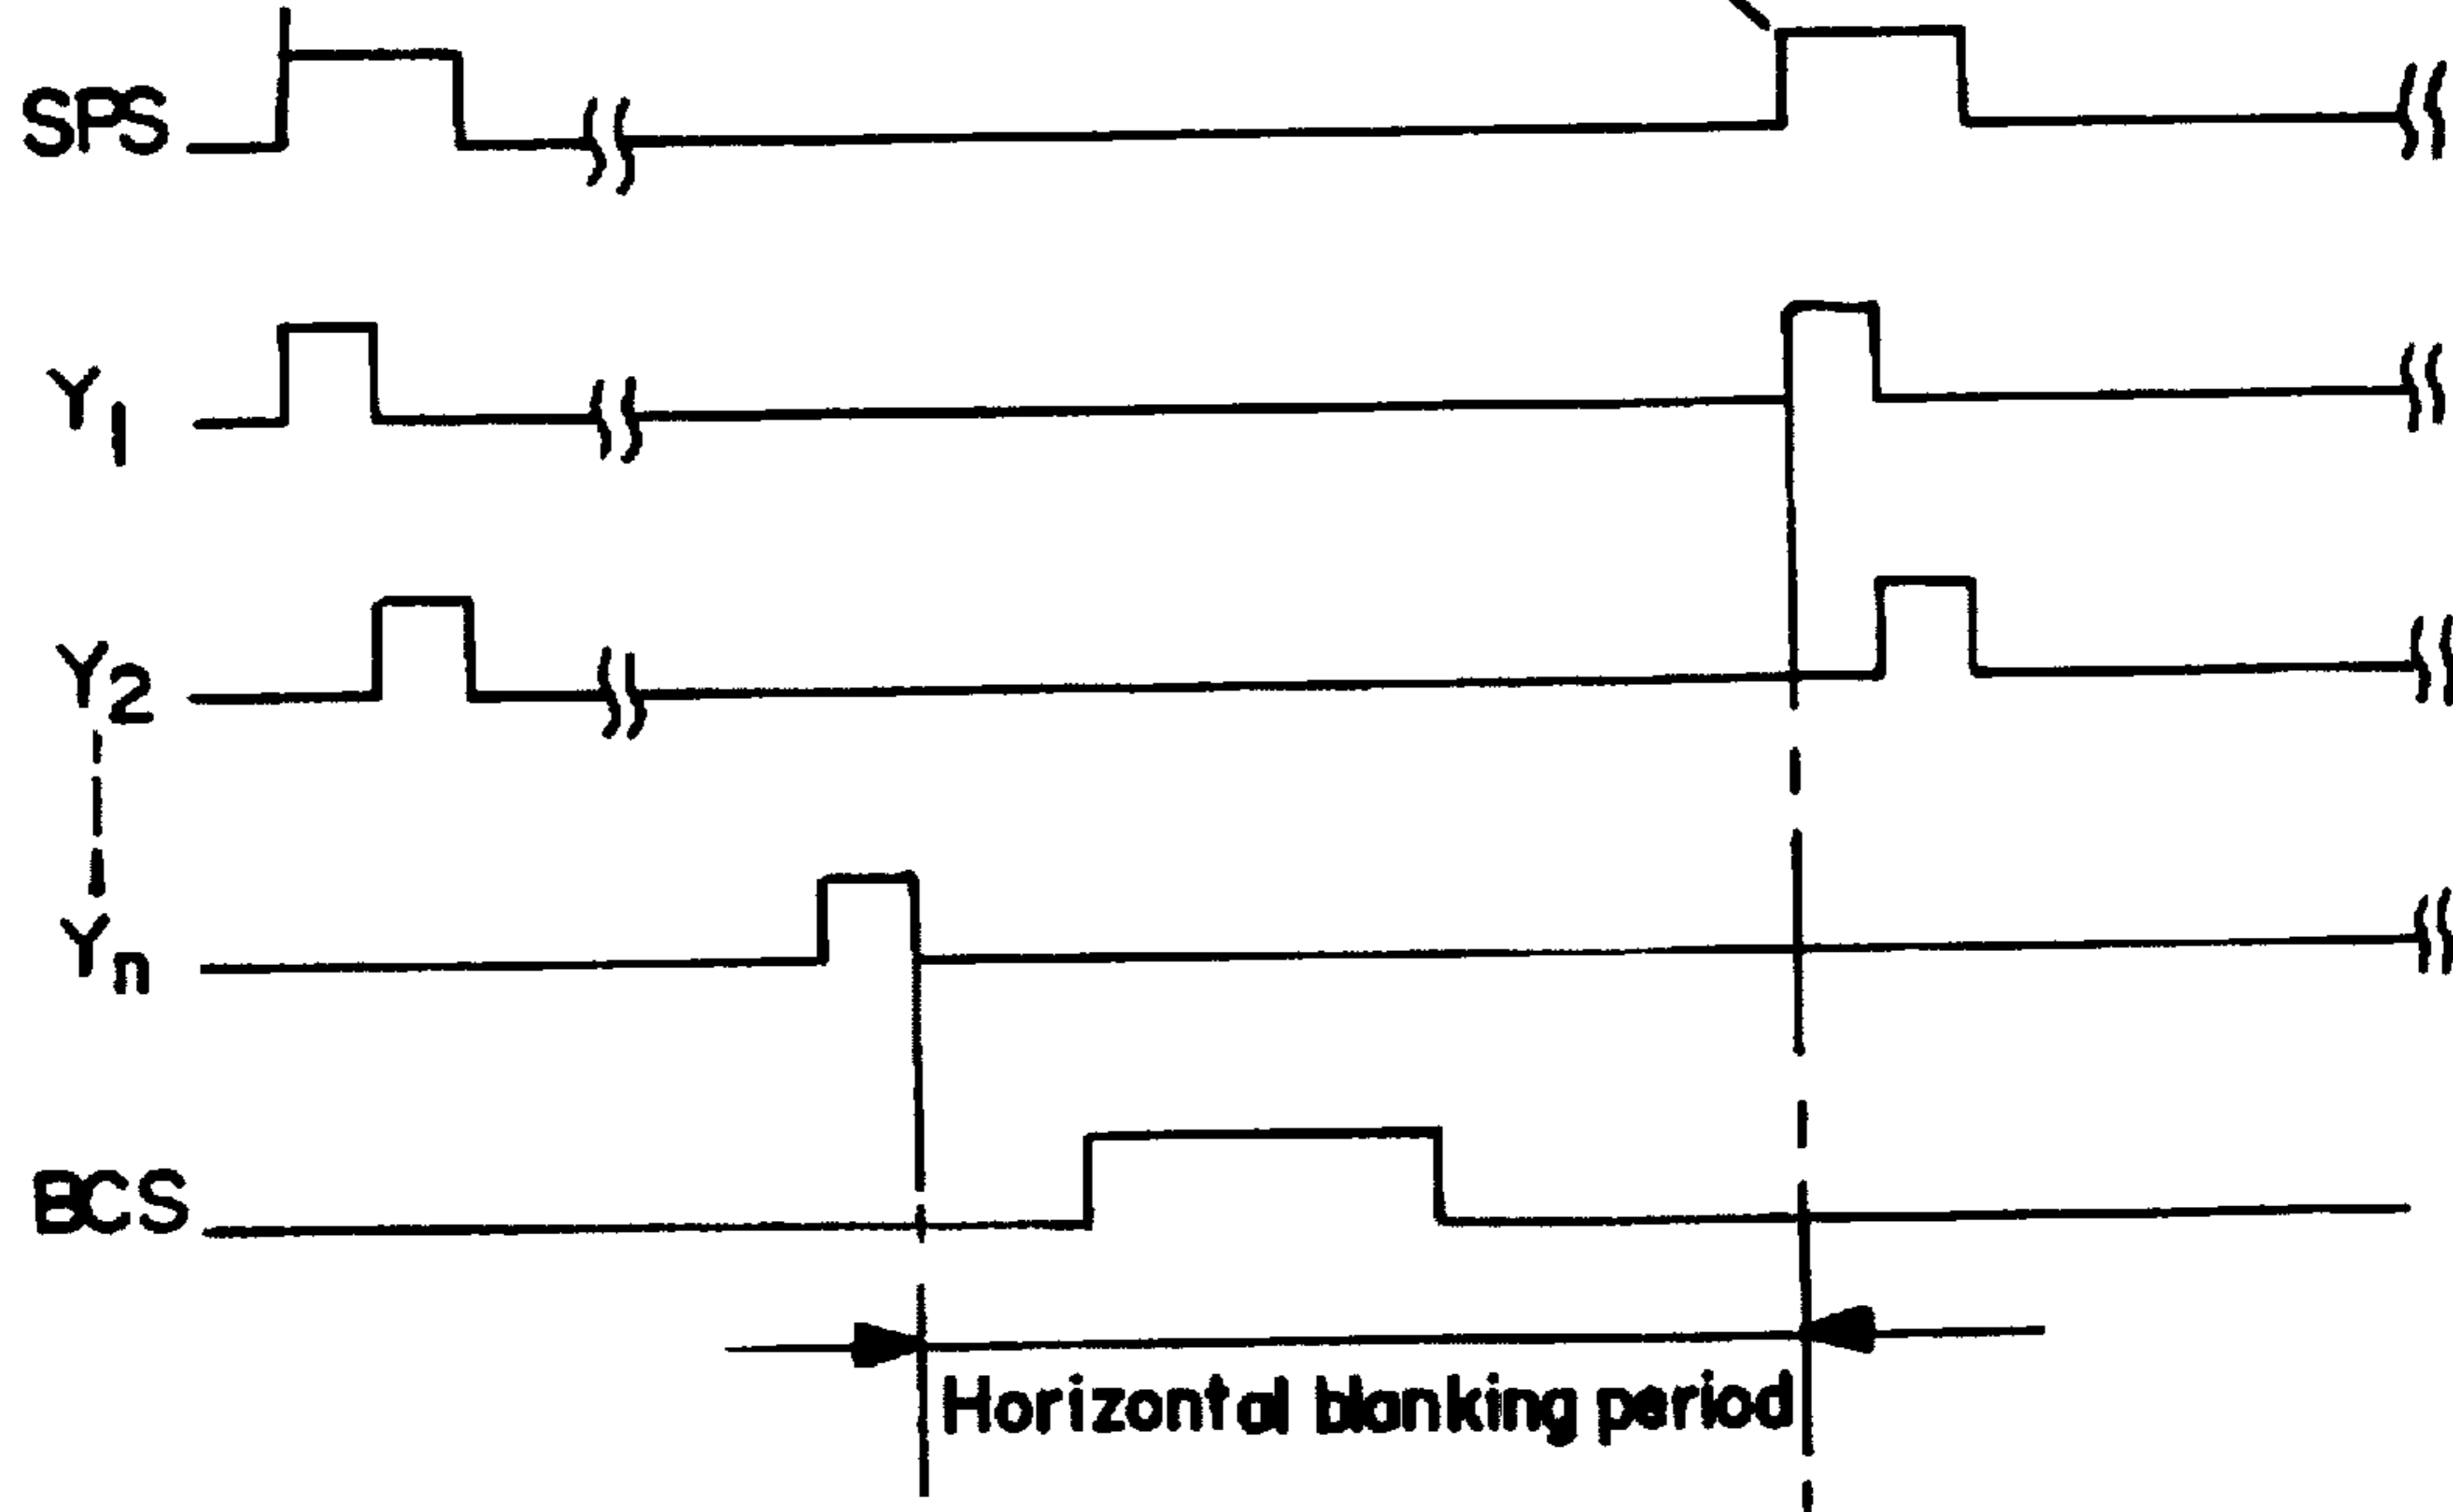 SPS
Y1
Y2
Yn
BCS
Horizontal blanking period